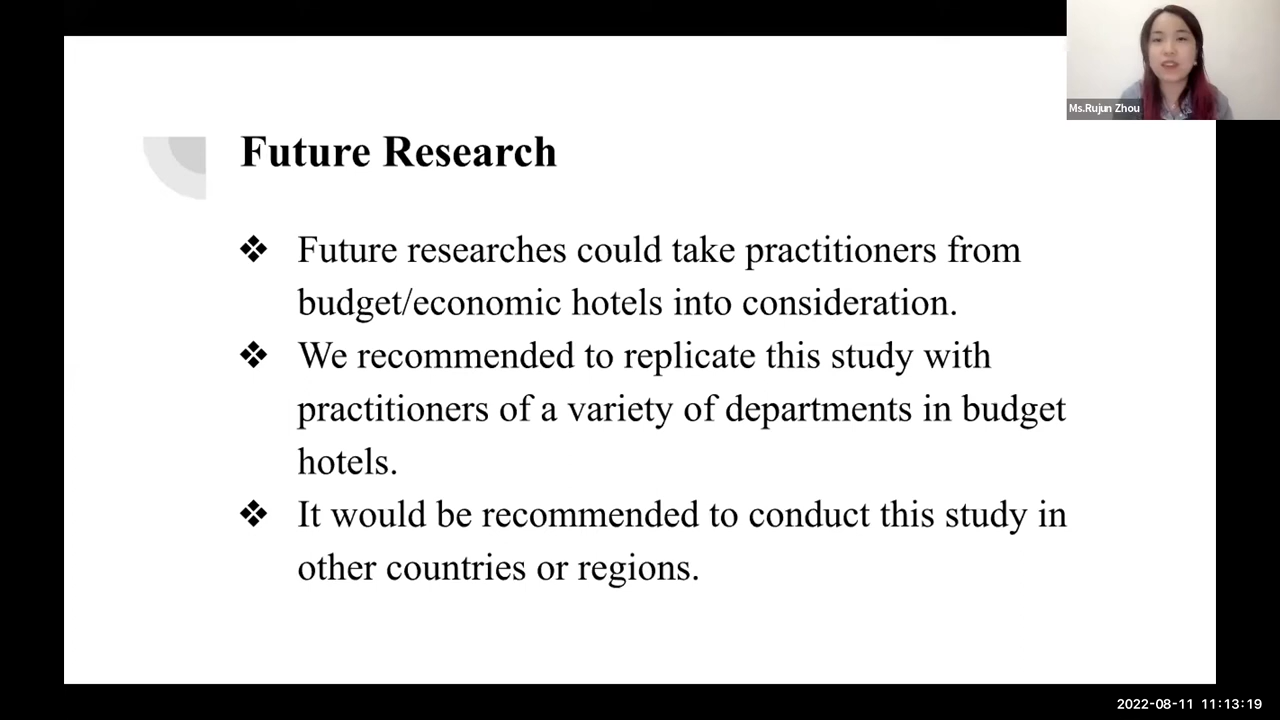 Ms.Rujun Zhou
Future Research
❖ Future researches could take practitioners from
budget/economic hotels into consideration.
❖ We recommended to replicate this study with
practitioners of a variety of departments in budget
hotels.
❖ It would be recommended to conduct this study in
other countries or regions.
2022-08-11 11:13:19